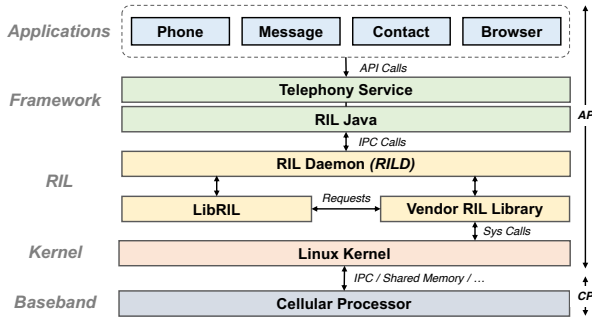 Applications
Phone Message Contact Browser
API Calls
Framework
Telephony Service
RIL Java
AP
IPC Calls
RIL
RIL Daemon (RILD)
Requests
LibRIL Vendor RIL Library
Sys Calls
Kernel
Linux Kernel
IPC / Shared Memory / ...
Baseband
Cellular Processor
CP